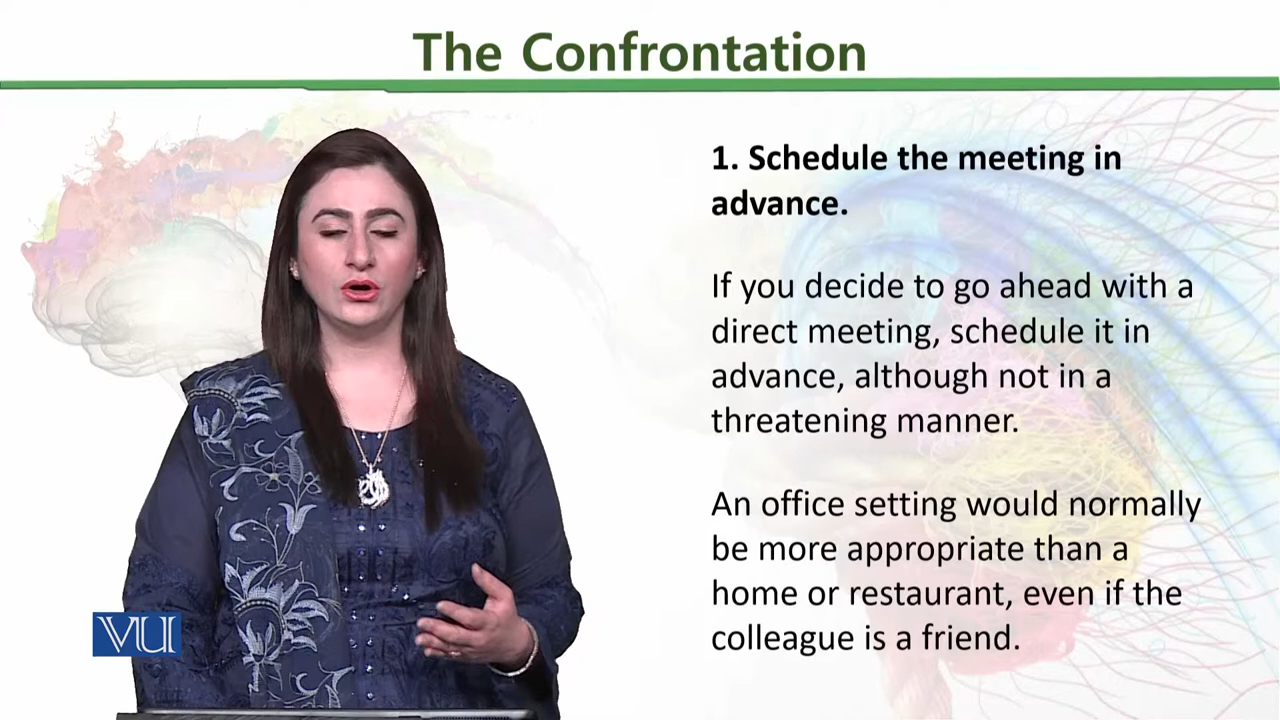 The Confrontation
1. Schedule the meeting in
advance.
If you decide to go ahead with a
direct meeting, schedule it in
advance, although not in a
threatening manner.
An office setting would normally
be more appropriate than a
home or restaurant, even if the
colleague is a friend.
VU